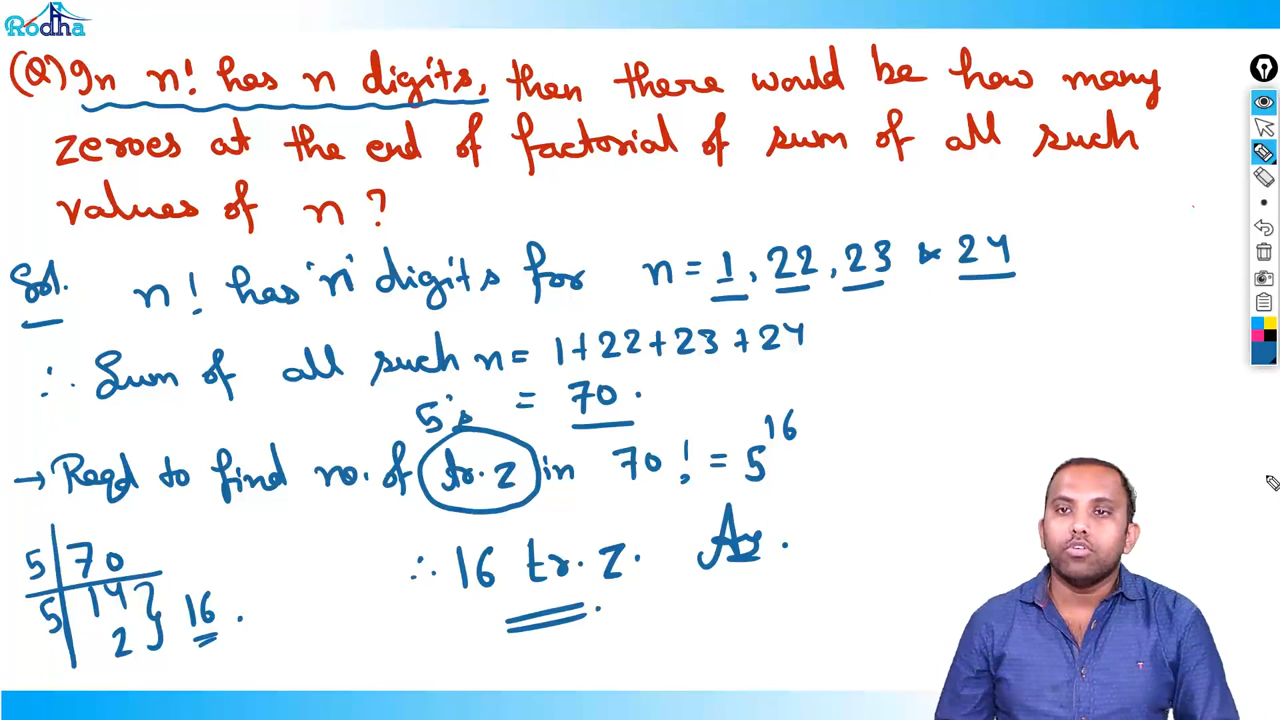 Rodha
(Q) In n! has n digits, then there would be how many
zeroes at the end of factorial of sum of all such
values of n ?
Sol. n! has 'n' digits for n = 1, 22, 23 & 24
∴ Sum of all such n = 1+22+23+24
= 70.
5's
→ Reqd to find no. of tr. z in 70! = 5^16
5 | 70
5 | 14
2 } 16.
∴ 16 tr. z. Ans.